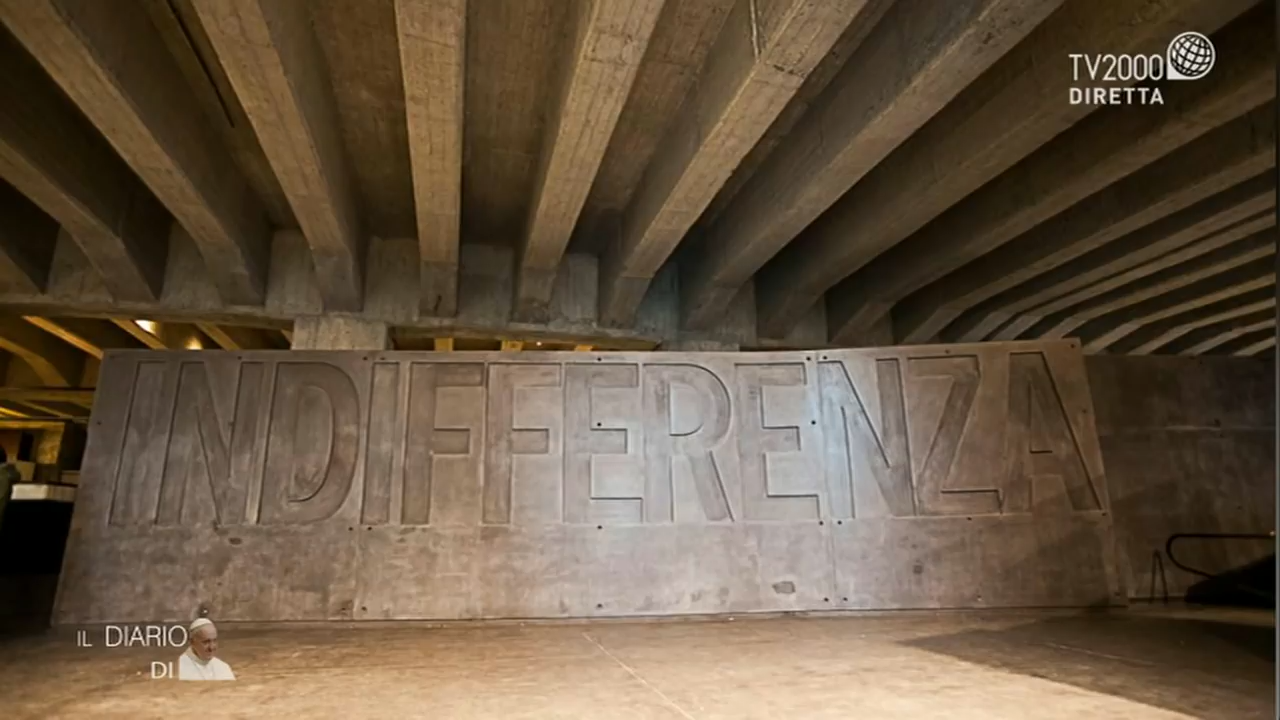 TV2000
DIRETTA
INDIFFERENZA
IL DIARIO
DI